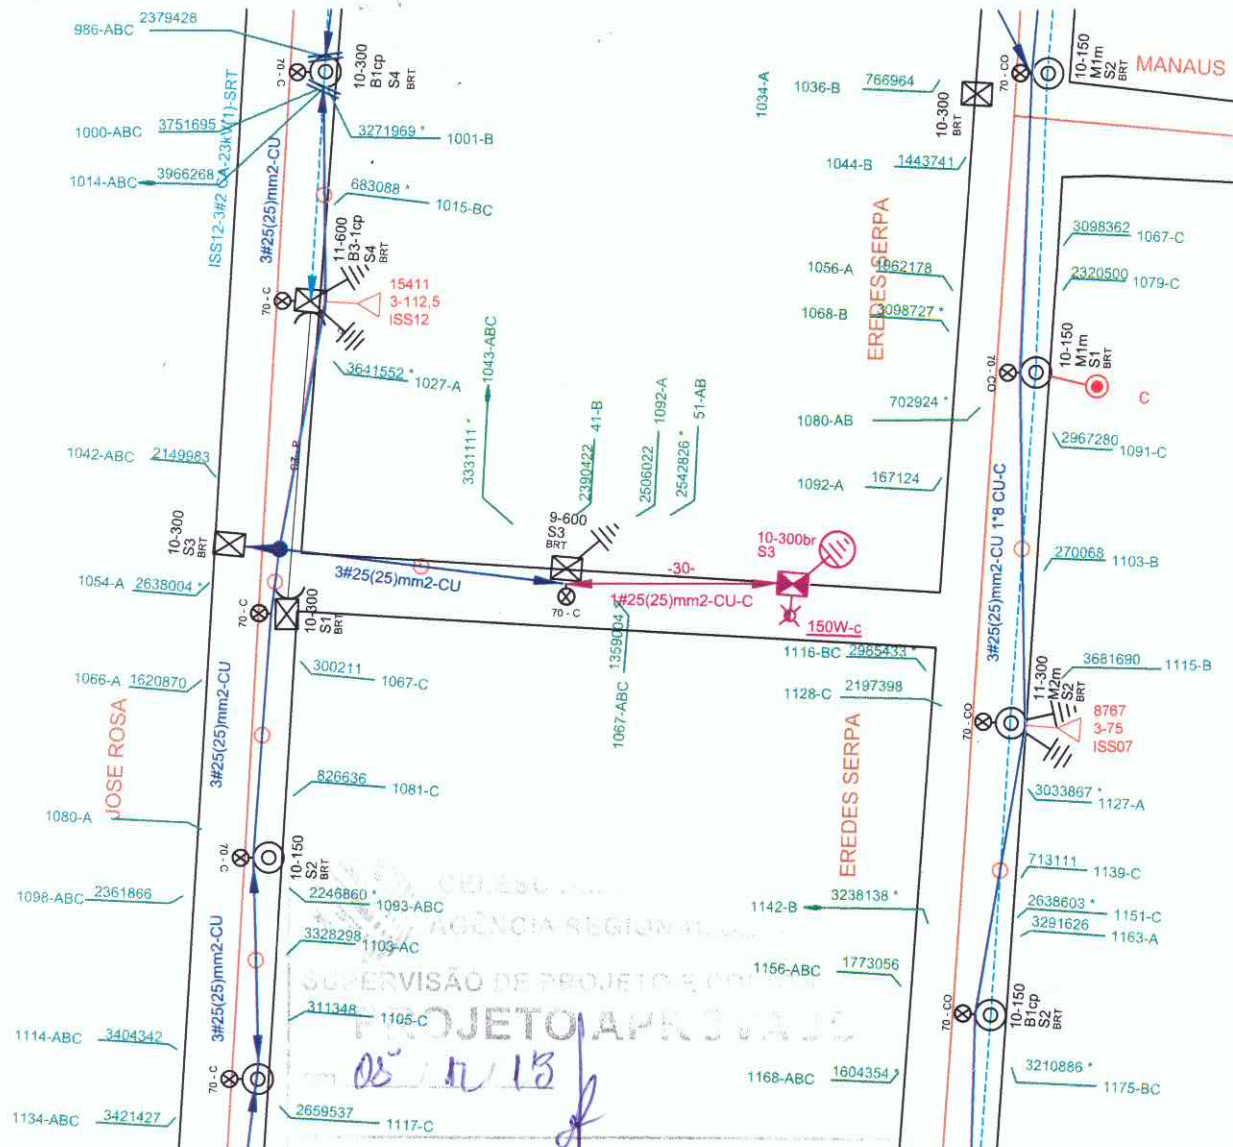 986-ABC 2379428
70 - C
10-300
B1cp
S4
BRT
ISS12-3#2 CA-23kV(1)-SRT
1000-ABC 3751695 *
3271969 * 1001-B
1014-ABC 3966268
3#25(25)mm2-CU
683088 * 1015-BC
11-600
B3-1cp
S4
BRT
70 - C
15411
3-112,5
ISS12
3641552 * 1027-A
1042-ABC 2149983
10-300
S3
BRT
1054-A 2638004 *
70 - C
10-300
S1
BRT
3#25(25)mm2-CU
3331111 * 1043-ABC
9-600
S3
BRT
2390422 41-B
2506022 1092-A
2542826 * 51-AB
70 - C
-30-
1#25(25)mm2-CU-C
10-300br
S3
150W-c
1067-ABC 1359004 *
1066-A 1620870
300211 1067-C
JOSE ROSA
3#25(25)mm2-CU
826636 1081-C
1080-A
70 - C
10-150
S2
BRT
1098-ABC 2361866
2246860 * 1093-ABC
3328298 1103-AC
3#25(25)mm2-CU
311348 1105-C
1114-ABC 3404342
70 - C
1134-ABC 3421427
2659537 1117-C
AGÊNCIA REGION
SUPERVISÃO DE PROJETO E
PROJETO APROVADO
05 12 13
1034-A
1036-B 766964
10-300
BRT
70 - CO
10-150
M1m
S2
BRT
MANAUS
1044-B 1443741
EREDES SERPA
3098362 1067-C
1056-A 1962178
2320500 1079-C
1068-B 3098727 *
70 - CO
10-150
M1m
S1
BRT
C
702924 *
1080-AB
2967280 1091-C
1092-A 167124
3#25(25)mm2-CU 1*8 CU-C
270068 1103-B
1116-BC 2985433 *
11-300
M2m
S2
BRT
3681690 1115-B
1128-C 2197398
70 - CO
8767
3-75
ISS07
EREDES SERPA
3033867 * 1127-A
713111 1139-C
1142-B 3238138 *
2638603 * 1151-C
3291626 1163-A
1156-ABC 1773056
70 - CO
10-150
B1cp
S2
BRT
1168-ABC 1604354 *
3210886 * 1175-BC